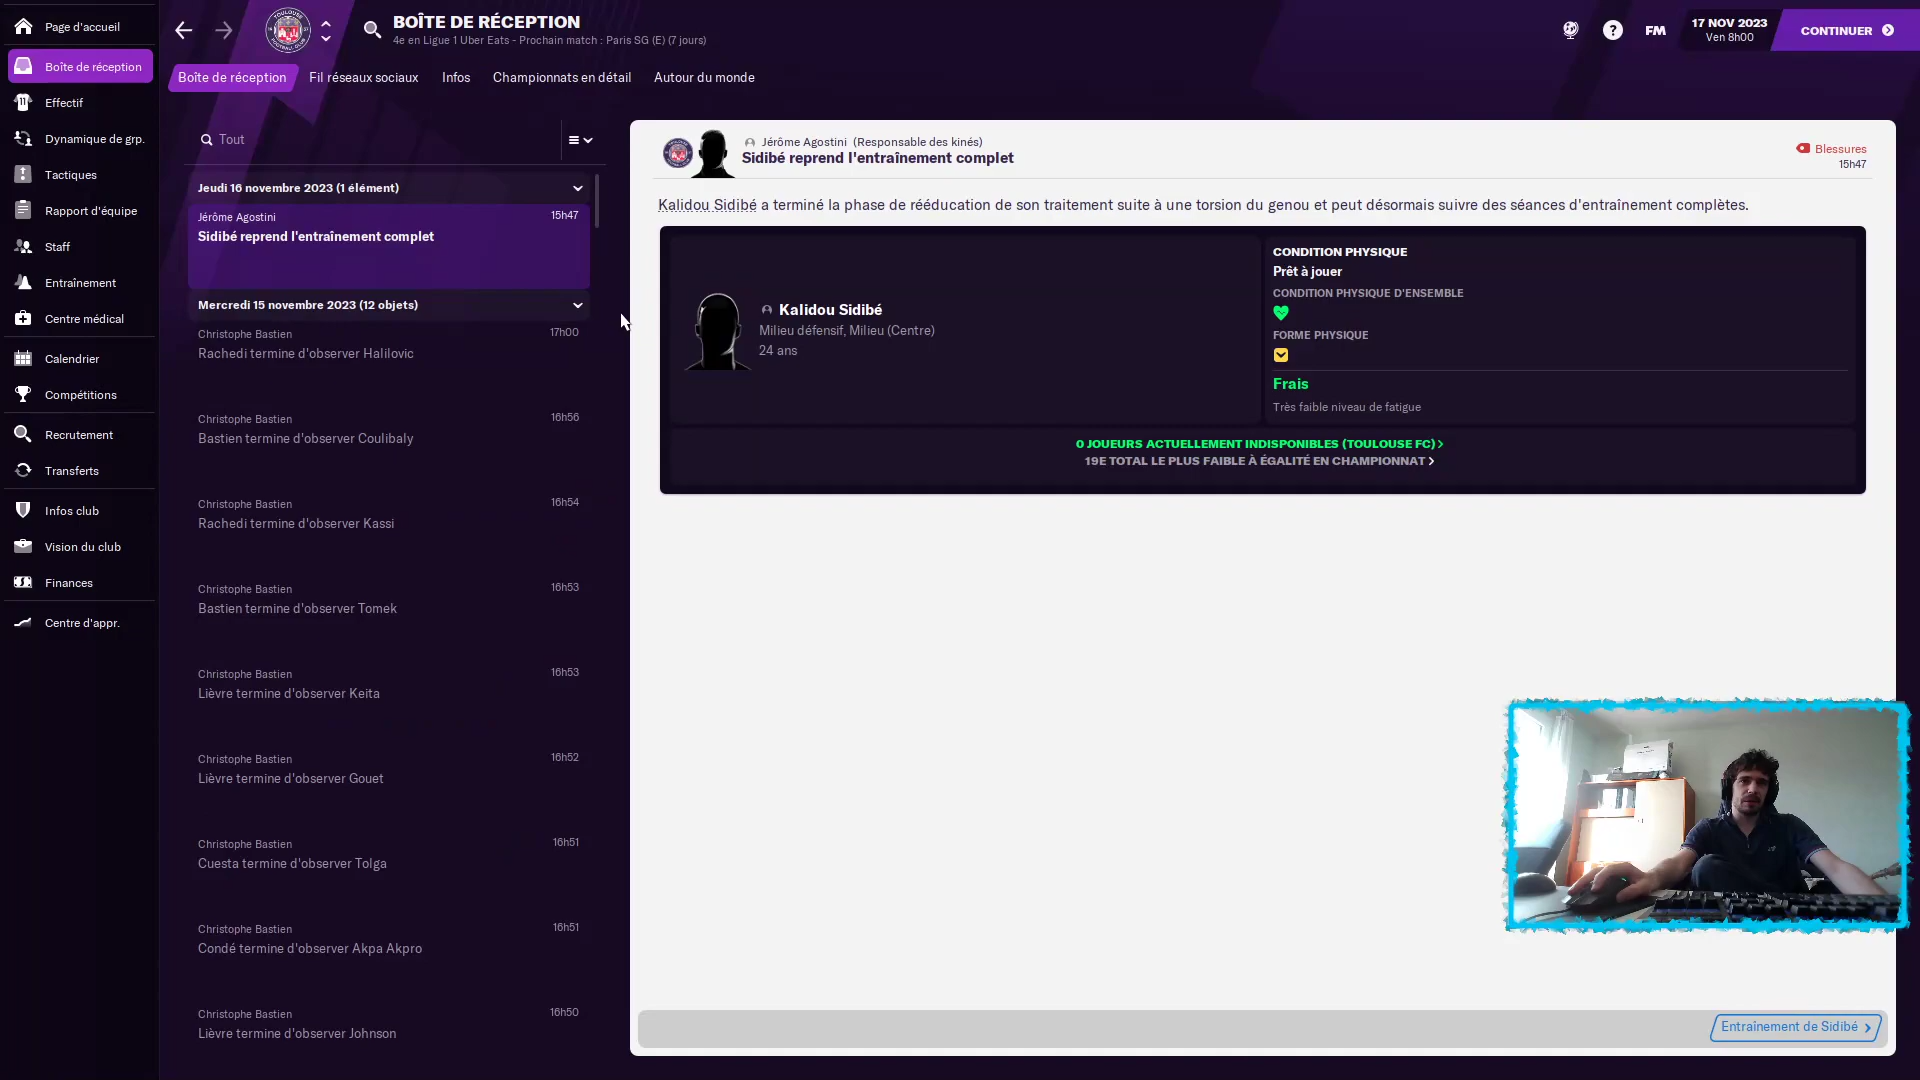 Page d'accueil
Boîte de réception
Effectif
Dynamique de grp.
Tactiques
Rapport d'équipe
Staff
Entraînement
Centre médical
Calendrier
Compétitions
Recrutement
Transferts
Infos club
Vision du club
Finances
Centre d'appr.
BOÎTE DE RÉCEPTION
4e en Ligue 1 Uber Eats - Prochain match : Paris SG (E) (7 jours)
FM
17 NOV 2023
Ven 8h00
CONTINUER
Boîte de réception
Fil réseaux sociaux
Infos
Championnats en détail
Autour du monde
Tout
Jeudi 16 novembre 2023 (1 élément)
Jérôme Agostini
15h47
Sidibé reprend l'entraînement complet
Mercredi 15 novembre 2023 (12 objets)
Christophe Bastien
17h00
Rachedi termine d'observer Halilovic
Christophe Bastien
16h56
Bastien termine d'observer Coulibaly
Christophe Bastien
16h54
Rachedi termine d'observer Kassi
Christophe Bastien
16h53
Bastien termine d'observer Tomek
Christophe Bastien
16h53
Lièvre termine d'observer Keita
Christophe Bastien
16h52
Lièvre termine d'observer Gouet
Christophe Bastien
16h51
Cuesta termine d'observer Tolga
Christophe Bastien
16h51
Condé termine d'observer Akpa Akpro
Christophe Bastien
16h50
Lièvre termine d'observer Johnson
Jérôme Agostini (Responsable des kinés)
Sidibé reprend l'entraînement complet
Blessures
15h47
Kalidou Sidibé a terminé la phase de rééducation de son traitement suite à une torsion du genou et peut désormais suivre des séances d'entraînement complètes.
Kalidou Sidibé
Milieu défensif, Milieu (Centre)
24 ans
CONDITION PHYSIQUE
Prêt à jouer
CONDITION PHYSIQUE D'ENSEMBLE
FORME PHYSIQUE
Frais
Très faible niveau de fatigue
0 JOUEURS ACTUELLEMENT INDISPONIBLES (TOULOUSE FC)
19E TOTAL LE PLUS FAIBLE À ÉGALITÉ EN CHAMPIONNAT
Entraînement de Sidibé